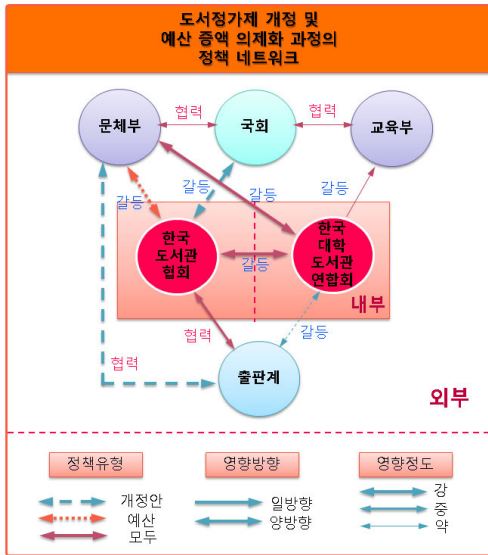 도서정가제 개정 및
예산 증액 의제화 과정의
정책 네트워크
문체부
협력
국회
협력
교육부
갈등
갈등
갈등
갈등
한국
도서관
협회
갈등
한국
대학
도서관
연합회
내부
협력
갈등
협력
출판계
외부
정책유형
영향방향
영향정도
개정안
예산
모두
일방향
양방향
강
중
약